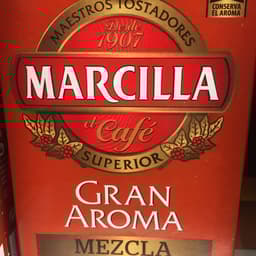 CONSERVA
EL AROMA
MAESTROS TOSTADORES
Desde
1907
MARCILLA
el Café
SUPERIOR
GRAN
AROMA
MEZCLA